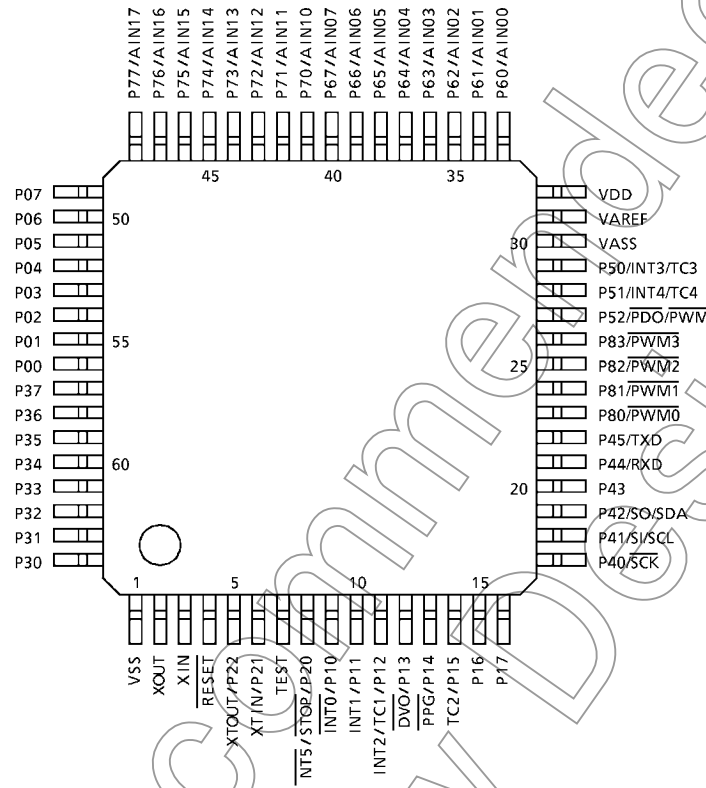 P77/AIN17
P76/AIN16
P75/AIN15
P74/AIN14
P73/AIN13
P72/AIN12
P71/AIN11
P70/AIN10
P67/AIN07
P66/AIN06
P65/AIN05
P64/AIN04
P63/AIN03
P62/AIN02
P61/AIN01
P60/AIN00
45
40
35
P07
P06
P05
P04
P03
P02
P01
P00
P37
P36
P35
P34
P33
P32
P31
P30
50
55
60
30
25
20
VDD
VAREF
VASS
P50/INT3/TC3
P51/INT4/TC4
P52/PDO/PWM
P83/PWM3
P82/PWM2
P81/PWM1
P80/PWM0
P45/TXD
P44/RXD
P43
P42/SO/SDA
P41/SI/SCL
P40/SCK
1
5
10
15
VSS
XOUT
XIN
RESET
XTOUT/P22
XTIN/P21
TEST
NT5/STOP/P20
INT0/P10
INT1/P11
INT2/TC1/P12
DVO/P13
PPG/P14
TC2/P15
P16
P17